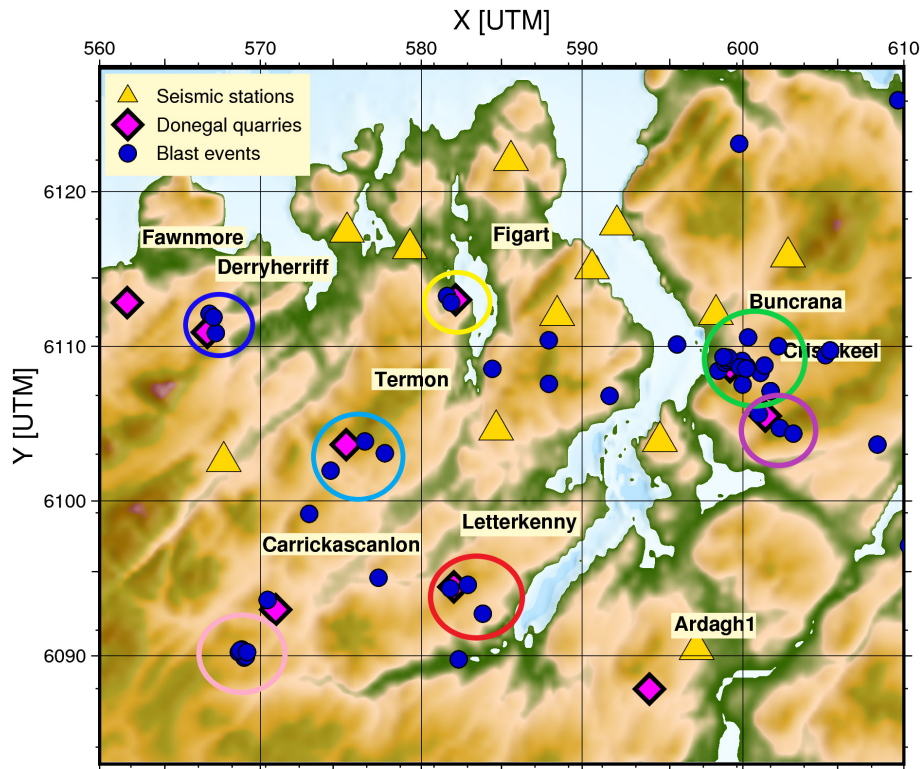 X [UTM]
560 570 580 590 600 610
Seismic stations
Donegal quarries
Blast events
6120
Fawnmore
Figart
Derryherriff
Buncrana
6110
Termon
Y [UTM]
6100
Letterkenny
Carrickascanlon
Ardagh1
6090